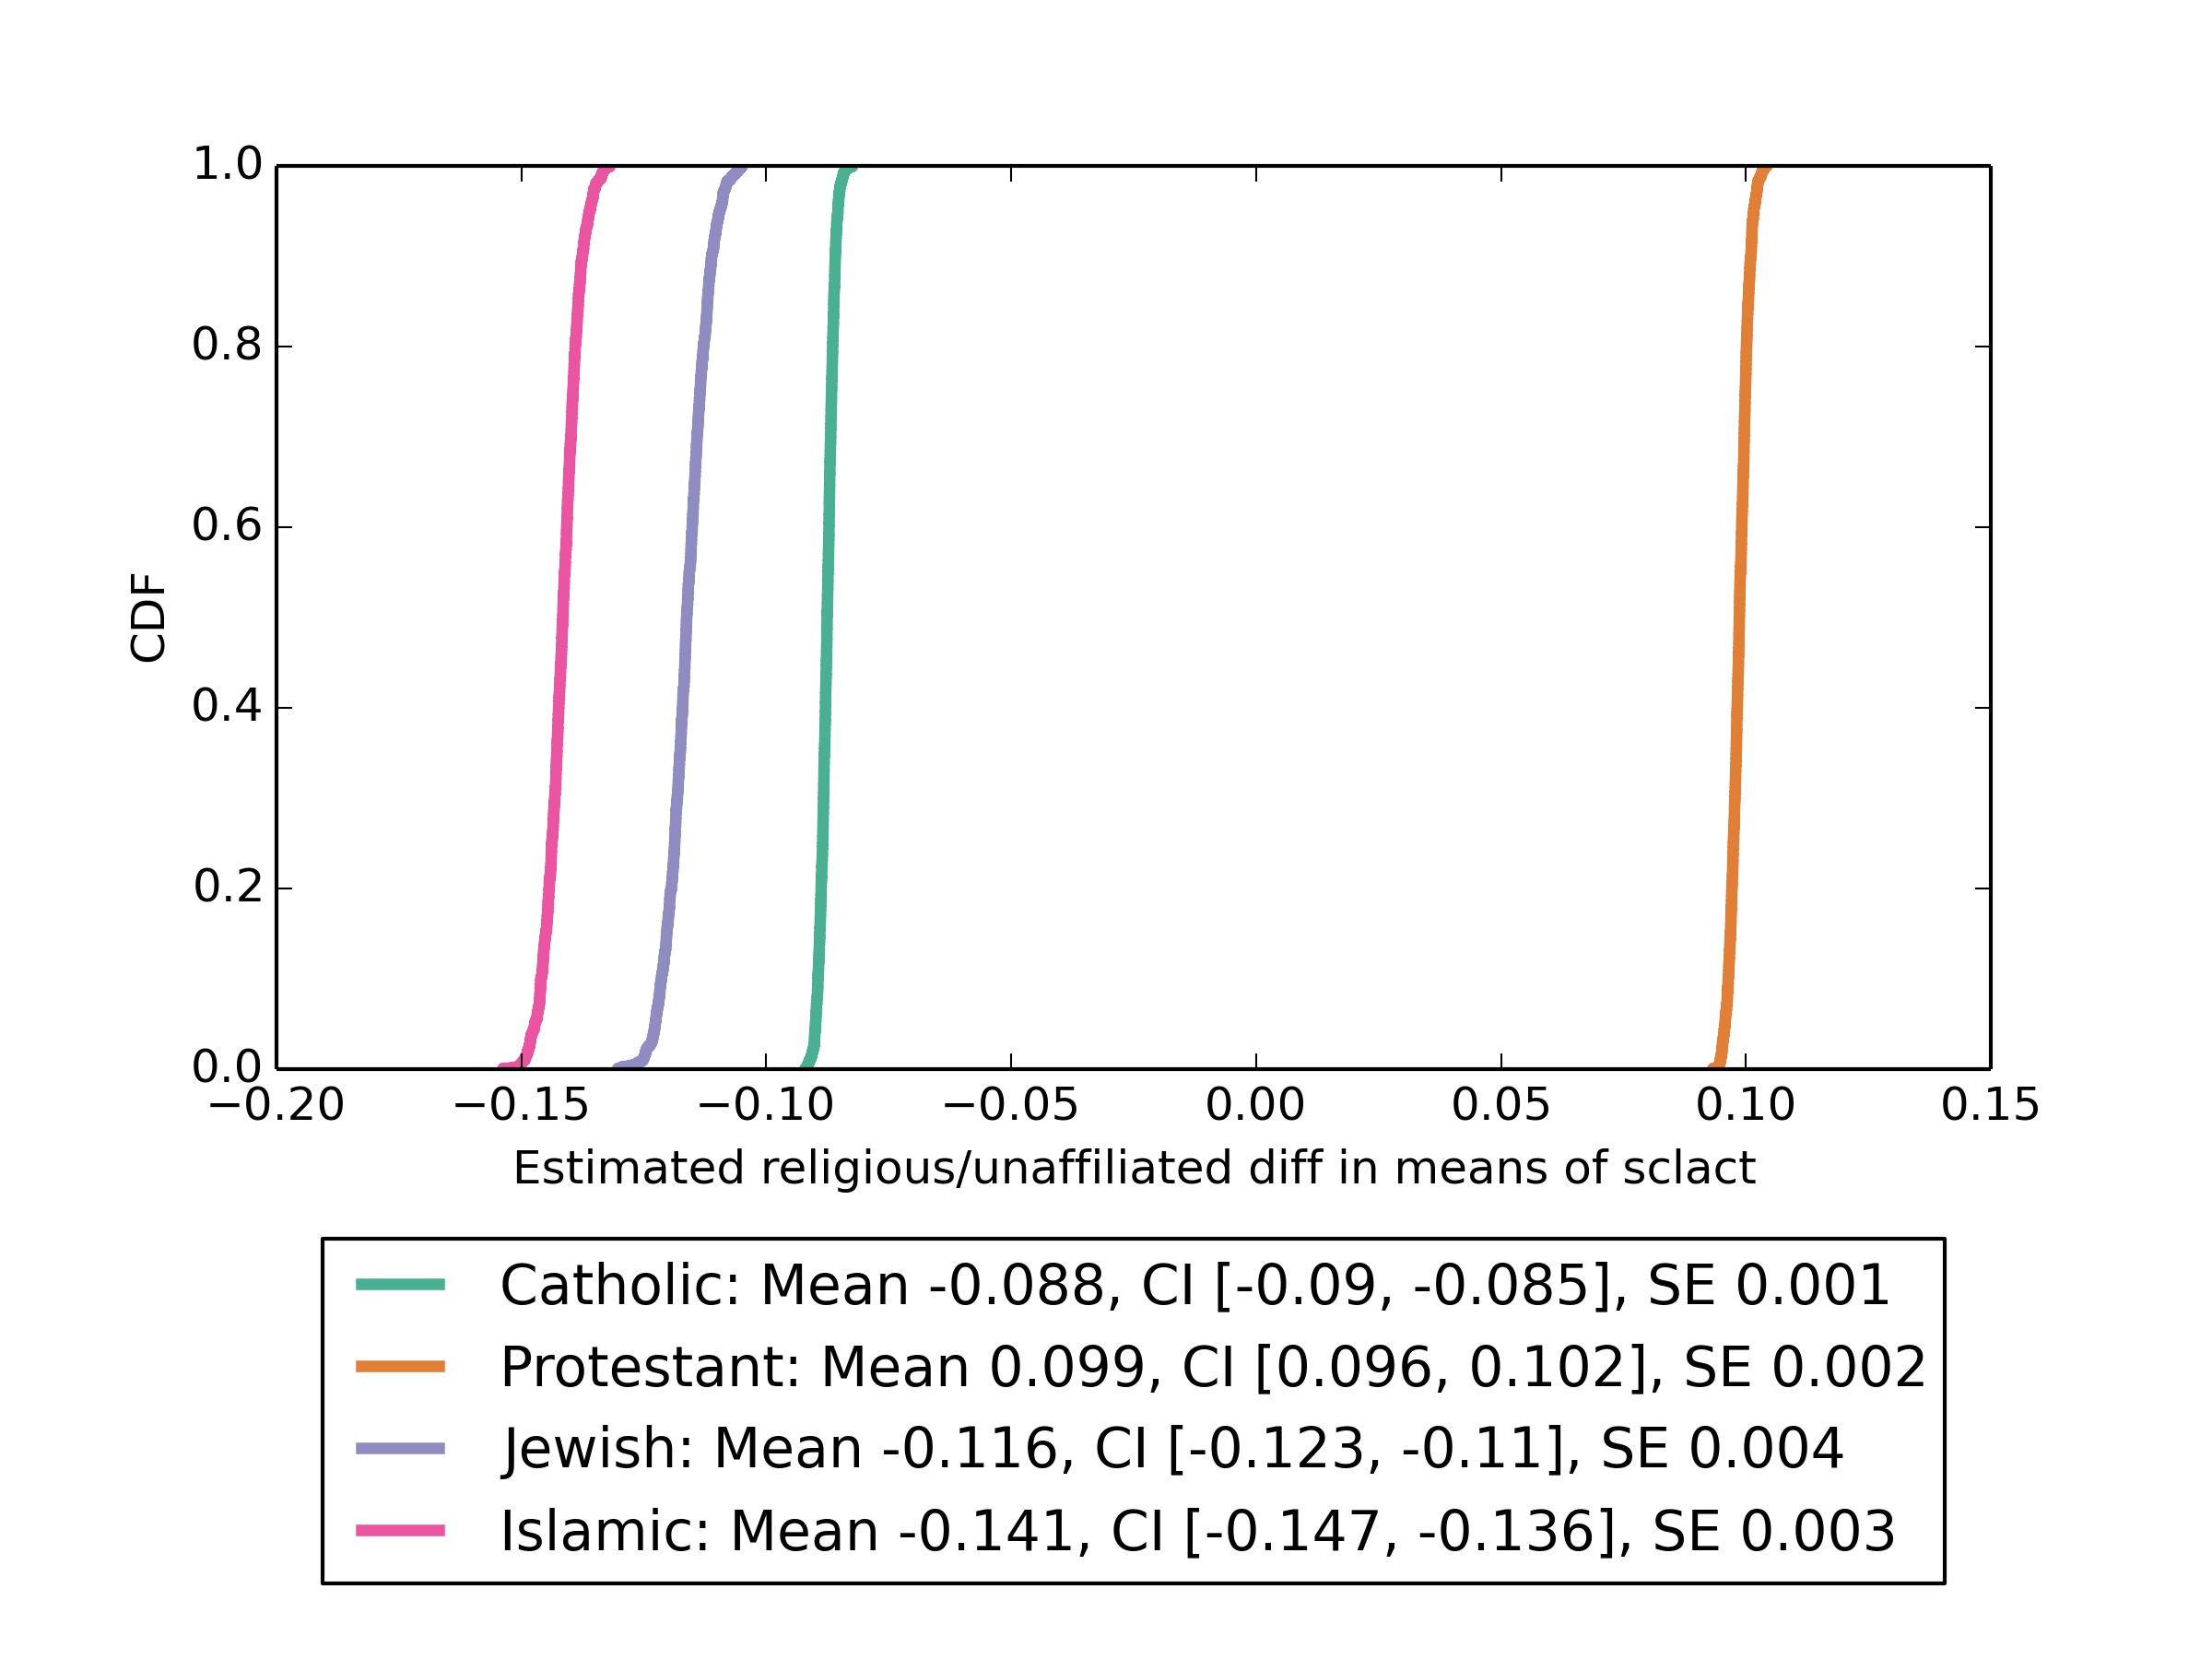 1.0
0.8
0.6
0.4
0.2
0.0
CDF
−0.20 −0.15 −0.10 −0.05 0.00 0.05 0.10 0.15
Estimated religious/unaffiliated diff in means of sclact
Catholic: Mean -0.088, CI [-0.09, -0.085], SE 0.001
Protestant: Mean 0.099, CI [0.096, 0.102], SE 0.002
Jewish: Mean -0.116, CI [-0.123, -0.11], SE 0.004
Islamic: Mean -0.141, CI [-0.147, -0.136], SE 0.003